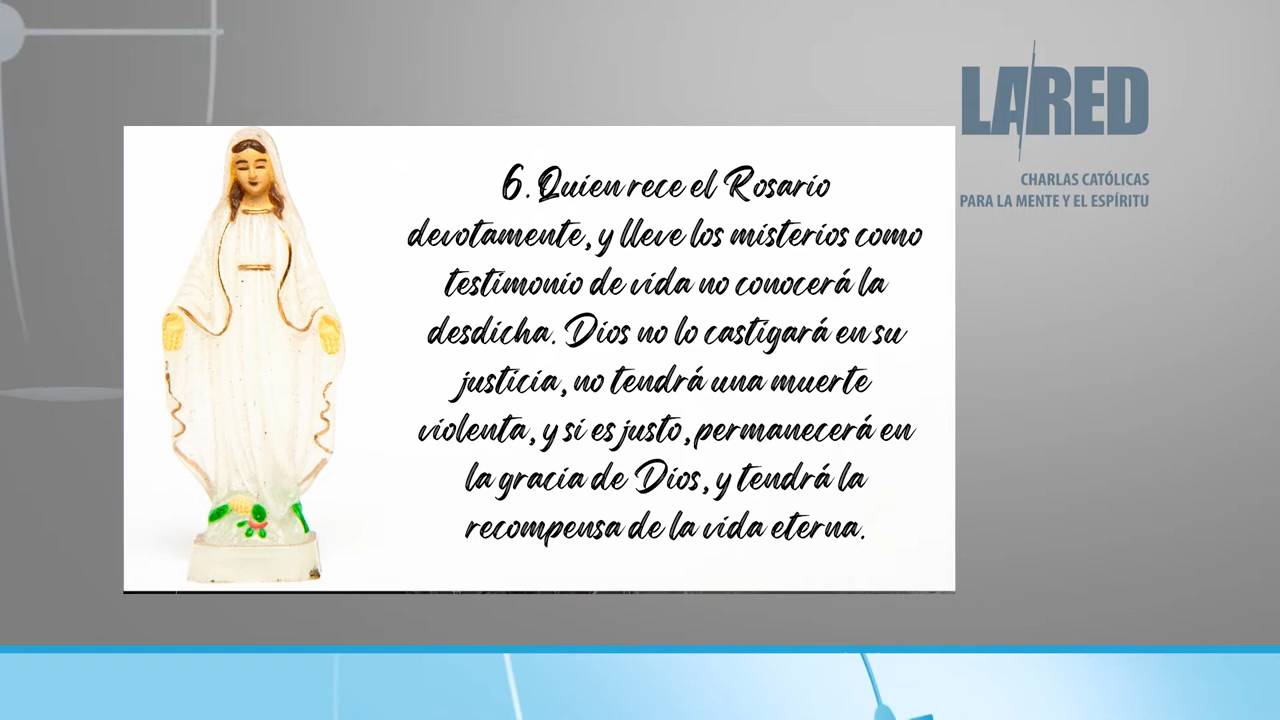 LARED
CHARLAS CATÓLICAS
PARA LA MENTE Y EL ESPÍRITU
6. Quien rece el Rosario
devotamente, y lleve los misterios como
testimonio de vida no conocerá la
desdicha. Dios no lo castigará en su
justicia, no tendrá una muerte
violenta, y si es justo, permanecerá en
la gracia de Dios, y tendrá la
recompensa de la vida eterna.